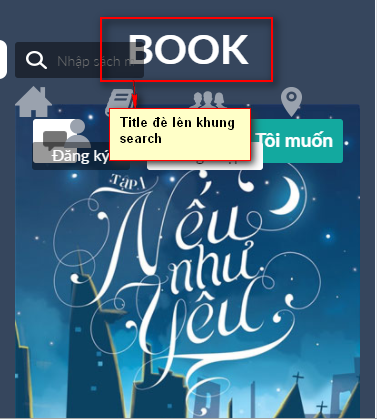 BOOK
Nhập sách m
Title đè lên khung
search
Tôi muốn
Đăng ký
TẬP 1
Nếu
như
Yêu